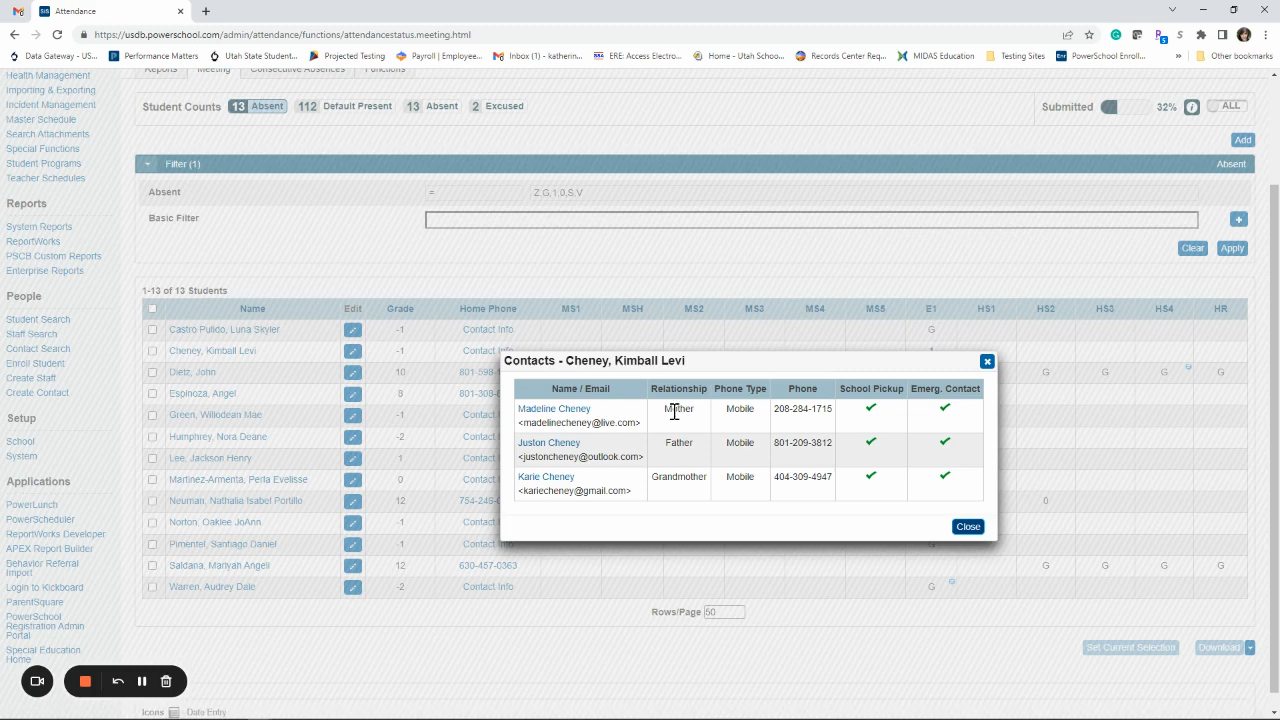 Attendance
https://usdb.powerschool.com/admin/attendance/functions/attendancestatus.meeting.html
Data Gateway - US...
Performance Matters
Utah State Student...
Projected Testing
Payroll | Employee...
Inbox (1) - katherin...
ERE: Access Electro...
Home - Utah Schoo...
Records Center Req...
MIDAS Education
Testing Sites
PowerSchool Enroll...
Other bookmarks
Health Management
Importing & Exporting
Incident Management
Master Schedule
Search Attachments
Special Functions
Student Programs
Teacher Schedules
Reports
System Reports
ReportWorks
PSCB Custom Reports
Enterprise Reports
People
Student Search
Staff Search
Contact Search
Enroll Student
Create Staff
Create Contact
Setup
School
System
Applications
PowerLunch
PowerScheduler
ReportWorks Developer
APEX Report Builder
Behavior Referral
Import
Login to Kickboard
ParentSquare
PowerSchool
Registration Admin
Portal
Special Education
Home
Reports Meeting Consecutive Absences Functions
Student Counts 13 Absent 112 Default Present 13 Absent 2 Excused
Submitted 32% ALL
Add
Filter (1) Absent
Absent = Z,G,1,0,S,V
Basic Filter
Clear Apply
1-13 of 13 Students
Name Edit Grade Home Phone MS1 MSH MS2 MS3 MS4 MS5 E1 HS1 HS2 HS3 HS4 HR
Castro Pulido, Luna Skyler -1 Contact Info G
Cheney, Kimball Levi -1 Contact Info
Dietz, John 10 801-598-1 G G G G
Espinoza, Angel 8 801-308-
Green, Willodean Mae -1 Contact
Humphrey, Nora Deane -2 Contact
Lee, Jackson Henry 1 Contact
Martinez-Armenta, Perla Evelisse 0 Contact
Neuman, Nathalia Isabel Portillo 12 754-248- 0
Norton, Oaklee JoAnn -1 Contact
Pimentel, Santiago Daniel -1 Contact Info G
Saldana, Mariyah Angeli 12 630-457-0363 G G G G
Warren, Audrey Dale -2 Contact Info G
Rows/Page 50
Set Current Selection Download
Icons Date Entry
Contacts - Cheney, Kimball Levi
Name / Email Relationship Phone Type Phone School Pickup Emerg. Contact
Madeline Cheney Mother Mobile 208-284-1715
<madelinecheney@live.com>
Juston Cheney Father Mobile 801-209-3812
<justoncheney@outlook.com>
Karie Cheney Grandmother Mobile 404-309-4947
<kariecheney@gmail.com>
Close